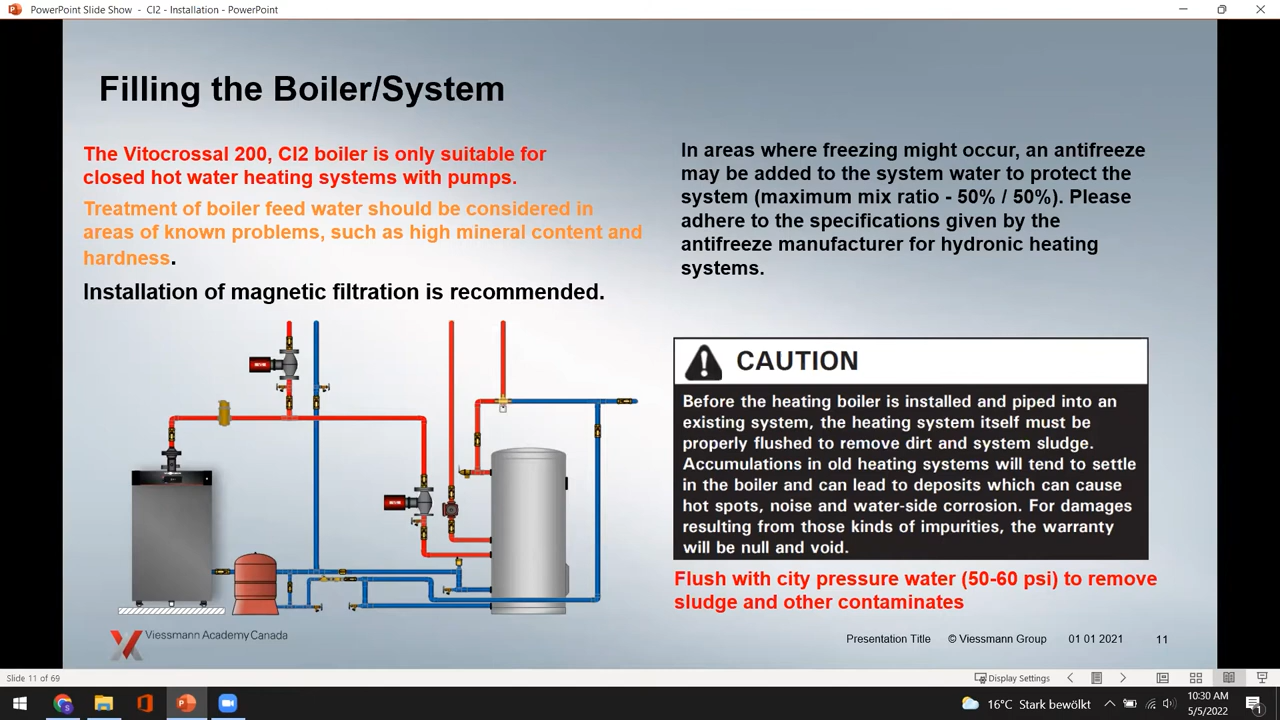 PowerPoint Slide Show - CI2 - Installation - PowerPoint
Filling the Boiler/System
The Vitocrossal 200, CI2 boiler is only suitable for
closed hot water heating systems with pumps.
Treatment of boiler feed water should be considered in
areas of known problems, such as high mineral content and
hardness.
Installation of magnetic filtration is recommended.
In areas where freezing might occur, an antifreeze
may be added to the system water to protect the
system (maximum mix ratio - 50% / 50%). Please
adhere to the specifications given by the
antifreeze manufacturer for hydronic heating
systems.
CAUTION
Before the heating boiler is installed and piped into an
existing system, the heating system itself must be
properly flushed to remove dirt and system sludge.
Accumulations in old heating systems will tend to settle
in the boiler and can lead to deposits which can cause
hot spots, noise and water-side corrosion. For damages
resulting from those kinds of impurities, the warranty
will be null and void.
Flush with city pressure water (50-60 psi) to remove
sludge and other contaminates
Viessmann Academy Canada
Presentation Title © Viessmann Group 01 01 2021 11
Slide 11 of 69
Display Settings
16°C Stark bewölkt
10:30 AM
5/5/2022
1